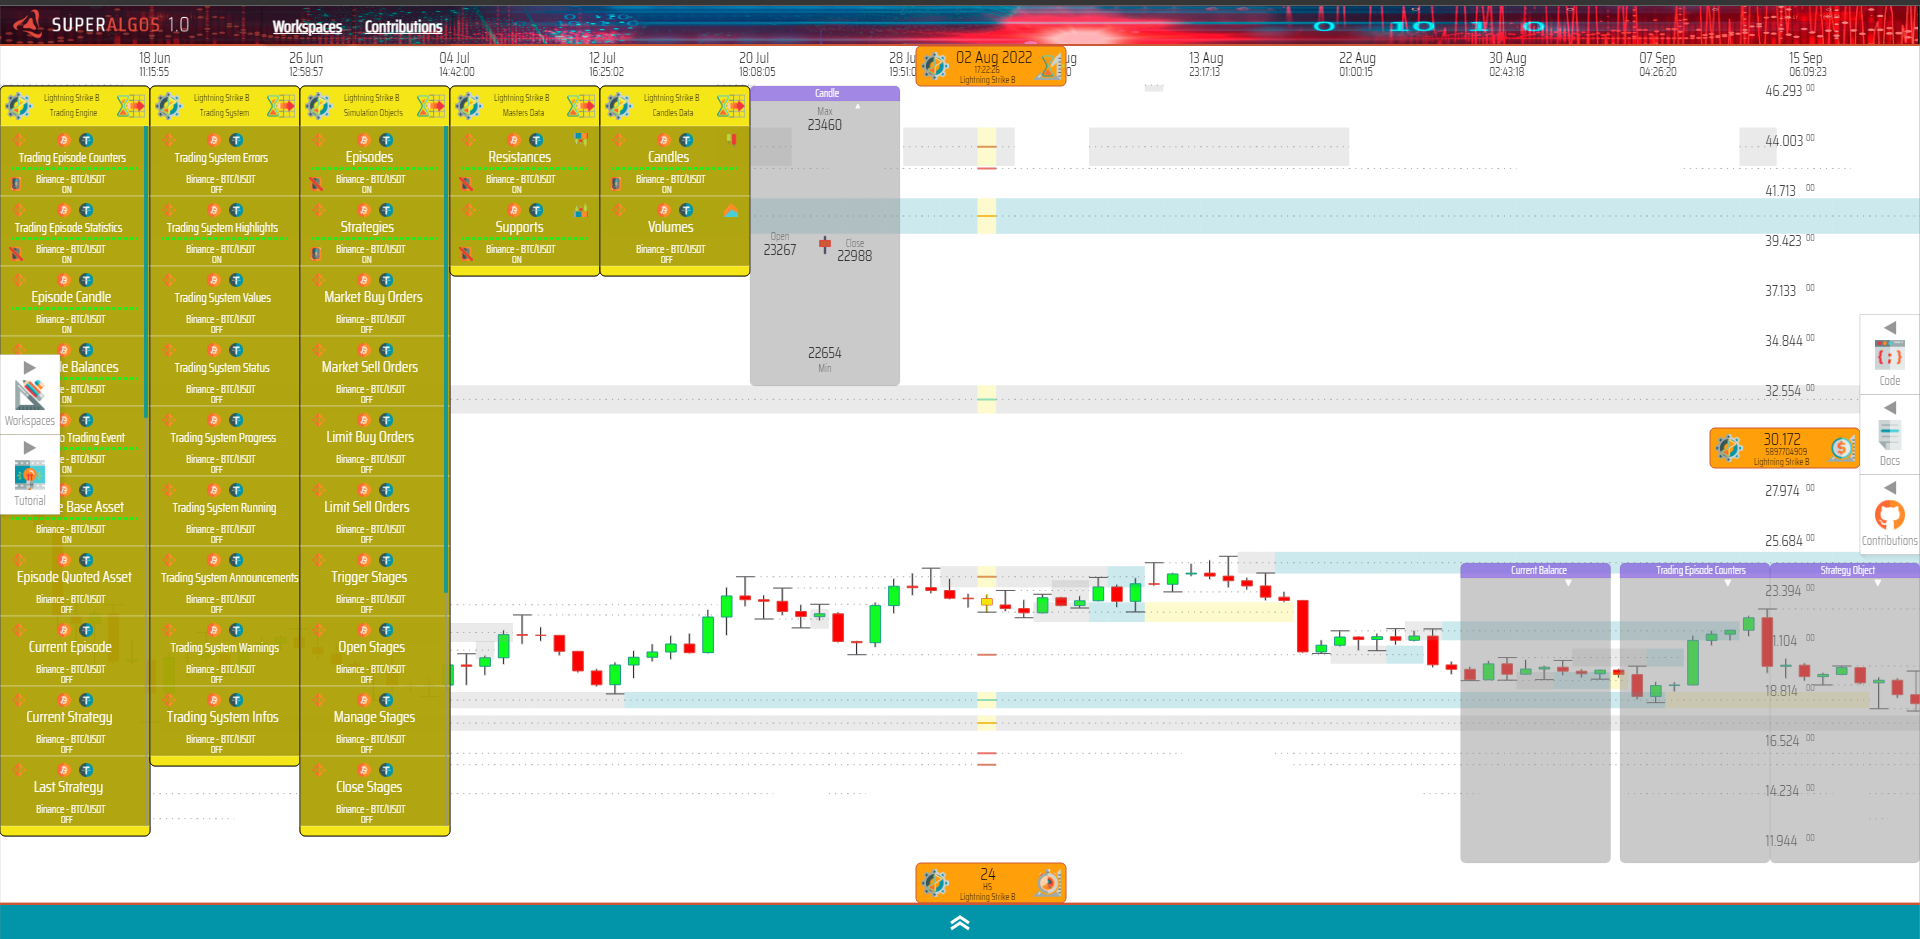 SUPERALGOS 1.0
Workspaces Contributions
18 Jun
11:15:55
26 Jun
12:58:57
04 Jul
14:42:00
12 Jul
16:25:02
20 Jul
18:08:05
28 Ju
19:51:0
02 Aug 2022
17:22:26
Lightning Strike B
13 Aug
23:17:13
22 Aug
01:00:15
30 Aug
02:43:18
07 Sep
04:26:20
15 Sep
06:09:23
Lightning Strike B
Trading Engine
Trading Episode Counters
Binance - BTC/USDT
ON
Trading Episode Statistics
Binance - BTC/USDT
ON
Episode Candle
Binance - BTC/USDT
ON
le Balances
- BTC/USDT
ON
o Trading Event
- BTC/USDT
ON
e Base Asset
Binance - BTC/USDT
ON
Episode Quoted Asset
Binance - BTC/USDT
OFF
Current Episode
Binance - BTC/USDT
OFF
Current Strategy
Binance - BTC/USDT
OFF
Last Strategy
Binance - BTC/USDT
OFF
Lightning Strike B
Trading System
Trading System Errors
Binance - BTC/USDT
OFF
Trading System Highlights
Binance - BTC/USDT
ON
Trading System Values
Binance - BTC/USDT
OFF
Trading System Status
Binance - BTC/USDT
OFF
Trading System Progress
Binance - BTC/USDT
OFF
Trading System Running
Binance - BTC/USDT
OFF
Trading System Announcements
Binance - BTC/USDT
OFF
Trading System Warnings
Binance - BTC/USDT
OFF
Trading System Infos
Binance - BTC/USDT
OFF
Lightning Strike B
Simulation Objects
Episodes
Binance - BTC/USDT
ON
Strategies
Binance - BTC/USDT
ON
Market Buy Orders
Binance - BTC/USDT
OFF
Market Sell Orders
Binance - BTC/USDT
OFF
Limit Buy Orders
Binance - BTC/USDT
OFF
Limit Sell Orders
Binance - BTC/USDT
OFF
Trigger Stages
Binance - BTC/USDT
OFF
Open Stages
Binance - BTC/USDT
OFF
Manage Stages
Binance - BTC/USDT
OFF
Close Stages
Binance - BTC/USDT
OFF
Lightning Strike B
Masters Data
Resistances
Binance - BTC/USDT
ON
Supports
Binance - BTC/USDT
ON
Lightning Strike B
Candles Data
Candles
Binance - BTC/USDT
ON
Volumes
Binance - BTC/USDT
OFF
Candle
Max
23460
Open
23267
Close
22988
22654
Min
Workspaces
Tutorial
46.293 00
44.003 00
41.713 00
39.423 00
37.133 00
34.844 00
32.554 00
30.172
5897704909
Lightning Strike B
27.974 00
25.684 00
23.394 00
1.104 00
18.814 00
16.524 00
14.234 00
11.944 00
Code
Docs
Contributions
Current Balance
Trading Episode Counters
Strategy Object
24
HS
Lightning Strike B